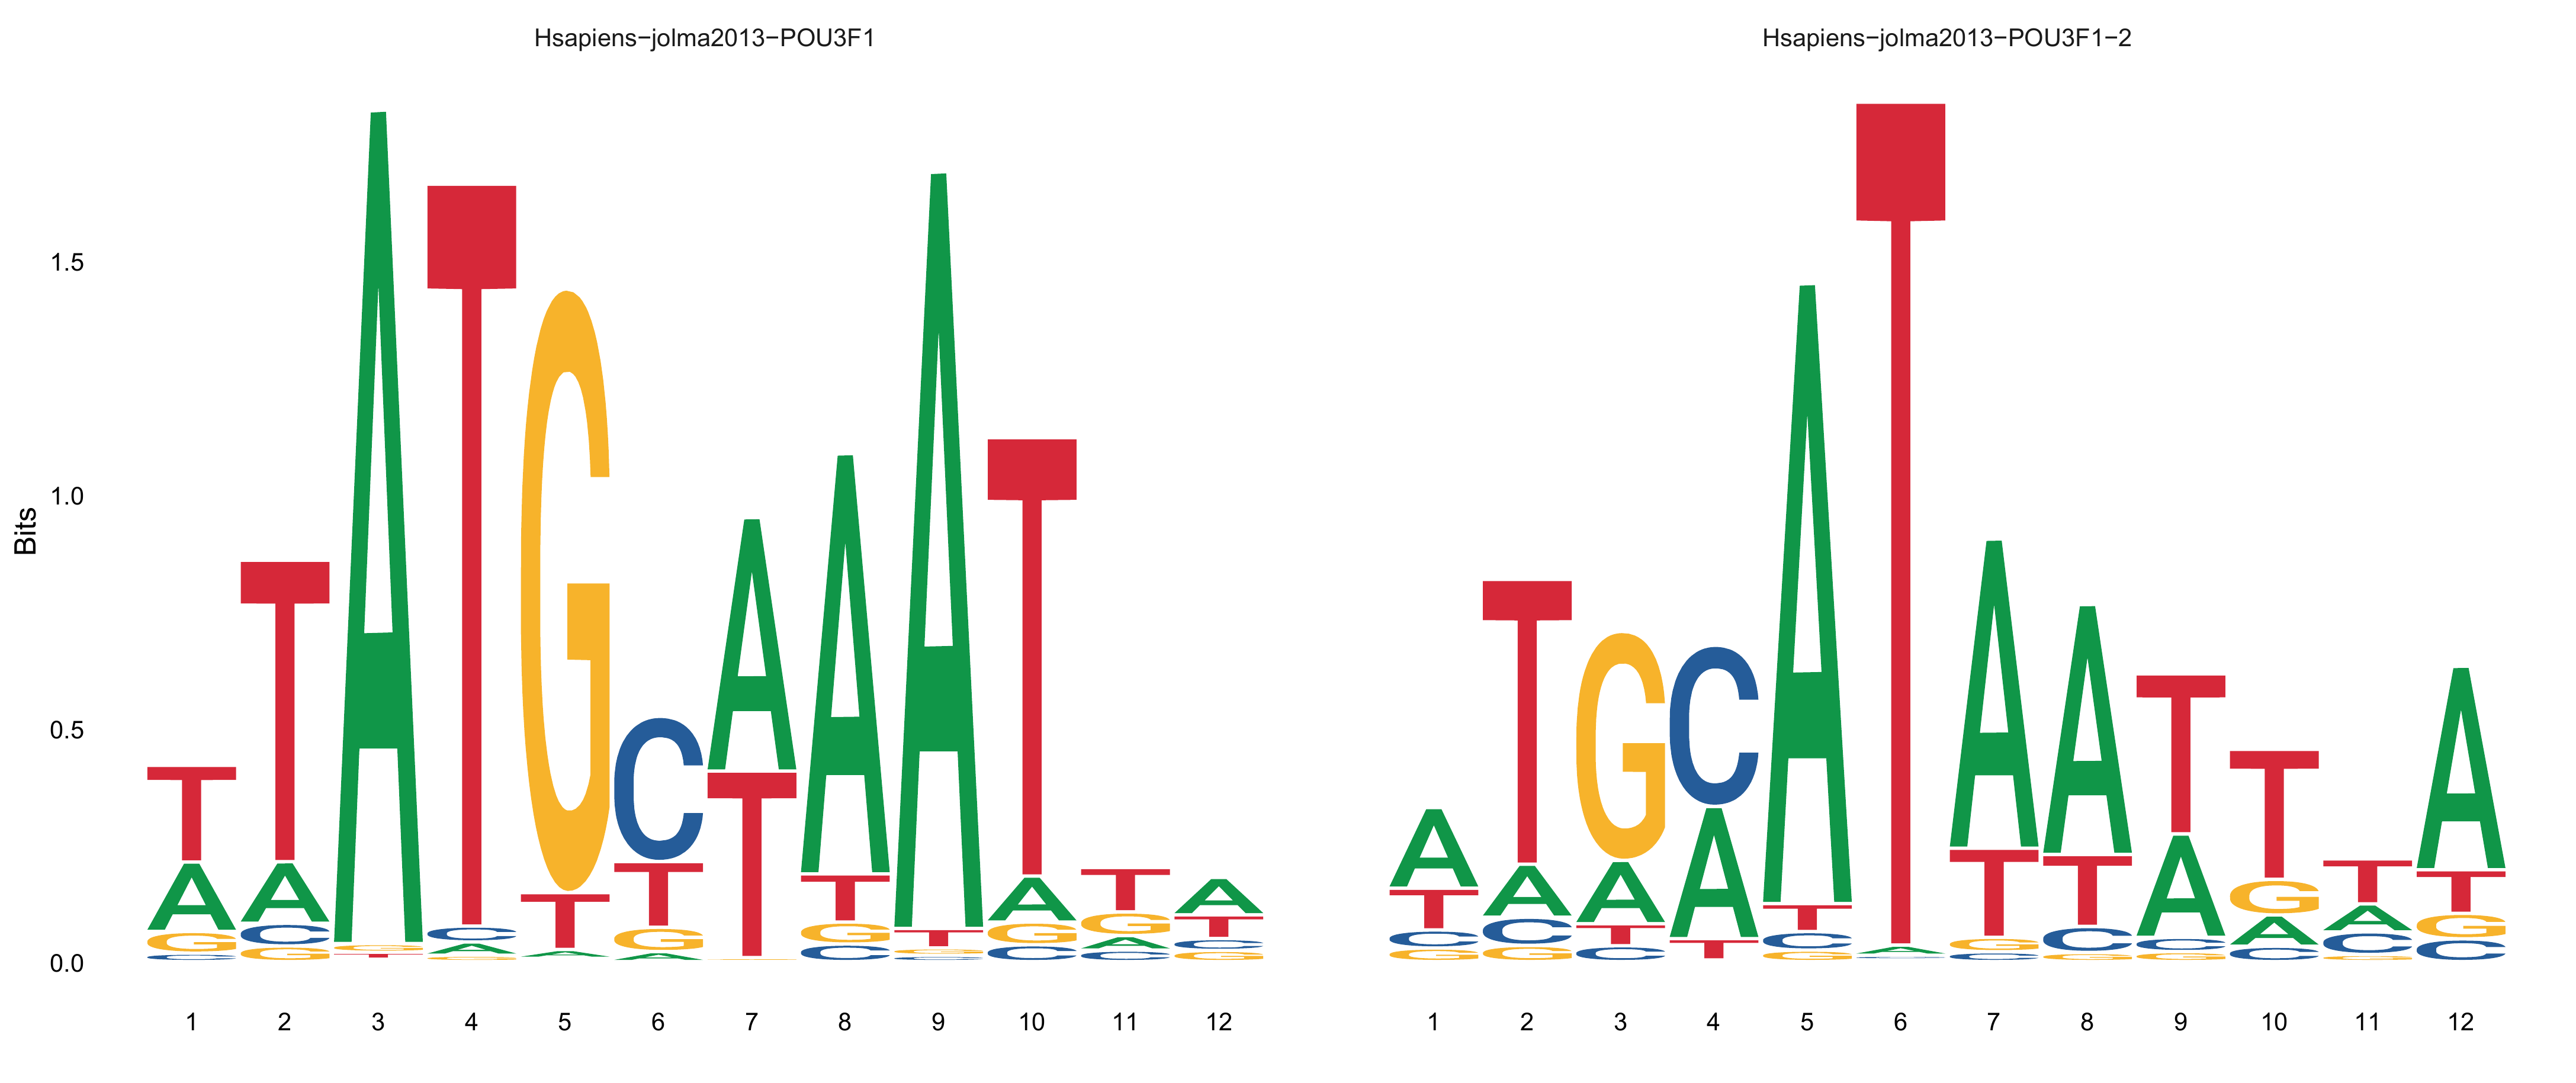 Hsapiens−jolma2013−POU3F1
Hsapiens−jolma2013−POU3F1−2
Bits
1.5
1.0
0.5
0.0
T T A T G C A A A T T A
A A G C T T T T T A G T
G C T A A G G G G A C
C G G A C C C C G
1 2 3 4 5 6 7 8 9 10 11 12
A T G C A T A A T T T A
T A A A T A T T A G A T
C C T T C G C C A C G
G G C G C G G C G C
1 2 3 4 5 6 7 8 9 10 11 12